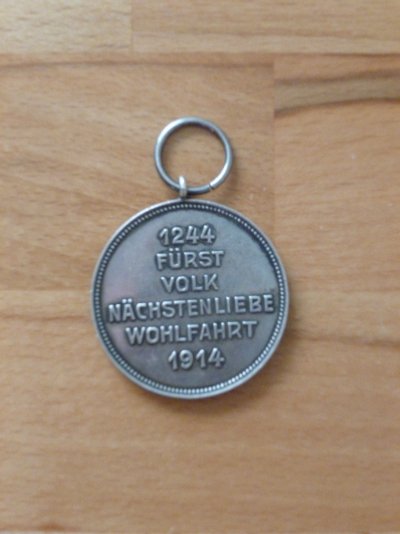 1244
FÜRST
VOLK
NÄCHSTENLIEBE
WOHLFAHRT
1914